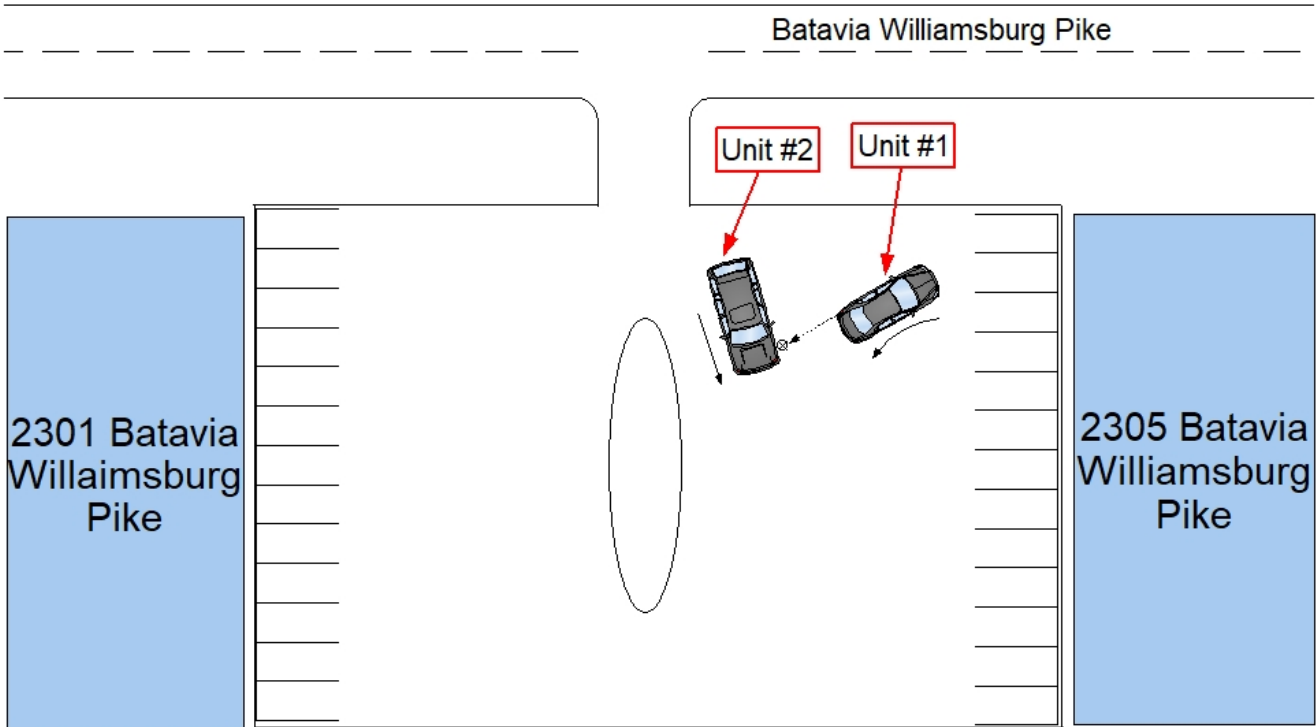 Batavia Williamsburg Pike
Unit #2
Unit #1
2301 Batavia
Willaimsburg
Pike
2305 Batavia
Williamsburg
Pike